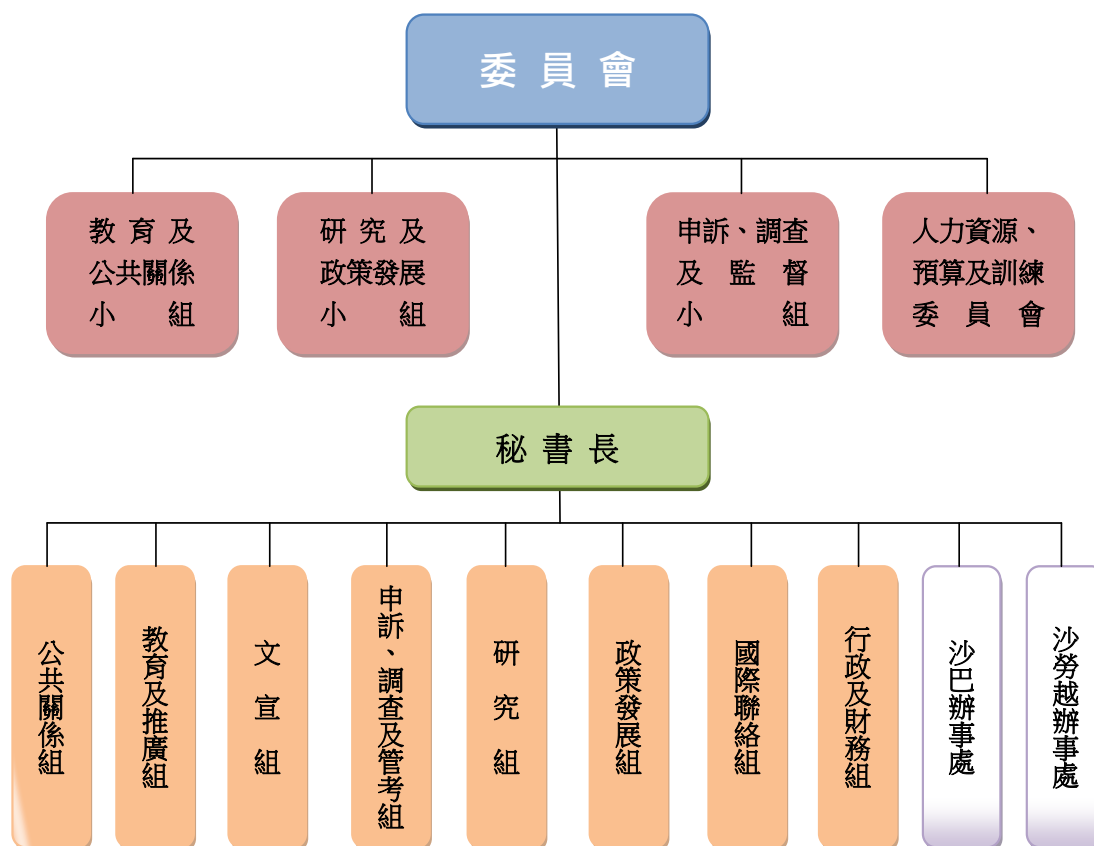 委員會
教育及
公共關係
小組
研究及
政策發展
小組
申訴、調查
及監督
小組
人力資源、
預算及訓練
委員會
秘書長
公共關係組
教育及推廣組
文宣組
申訴、調查及管考組
研究組
政策發展組
國際聯絡組
行政及財務組
沙巴辦事處
沙勞越辦事處